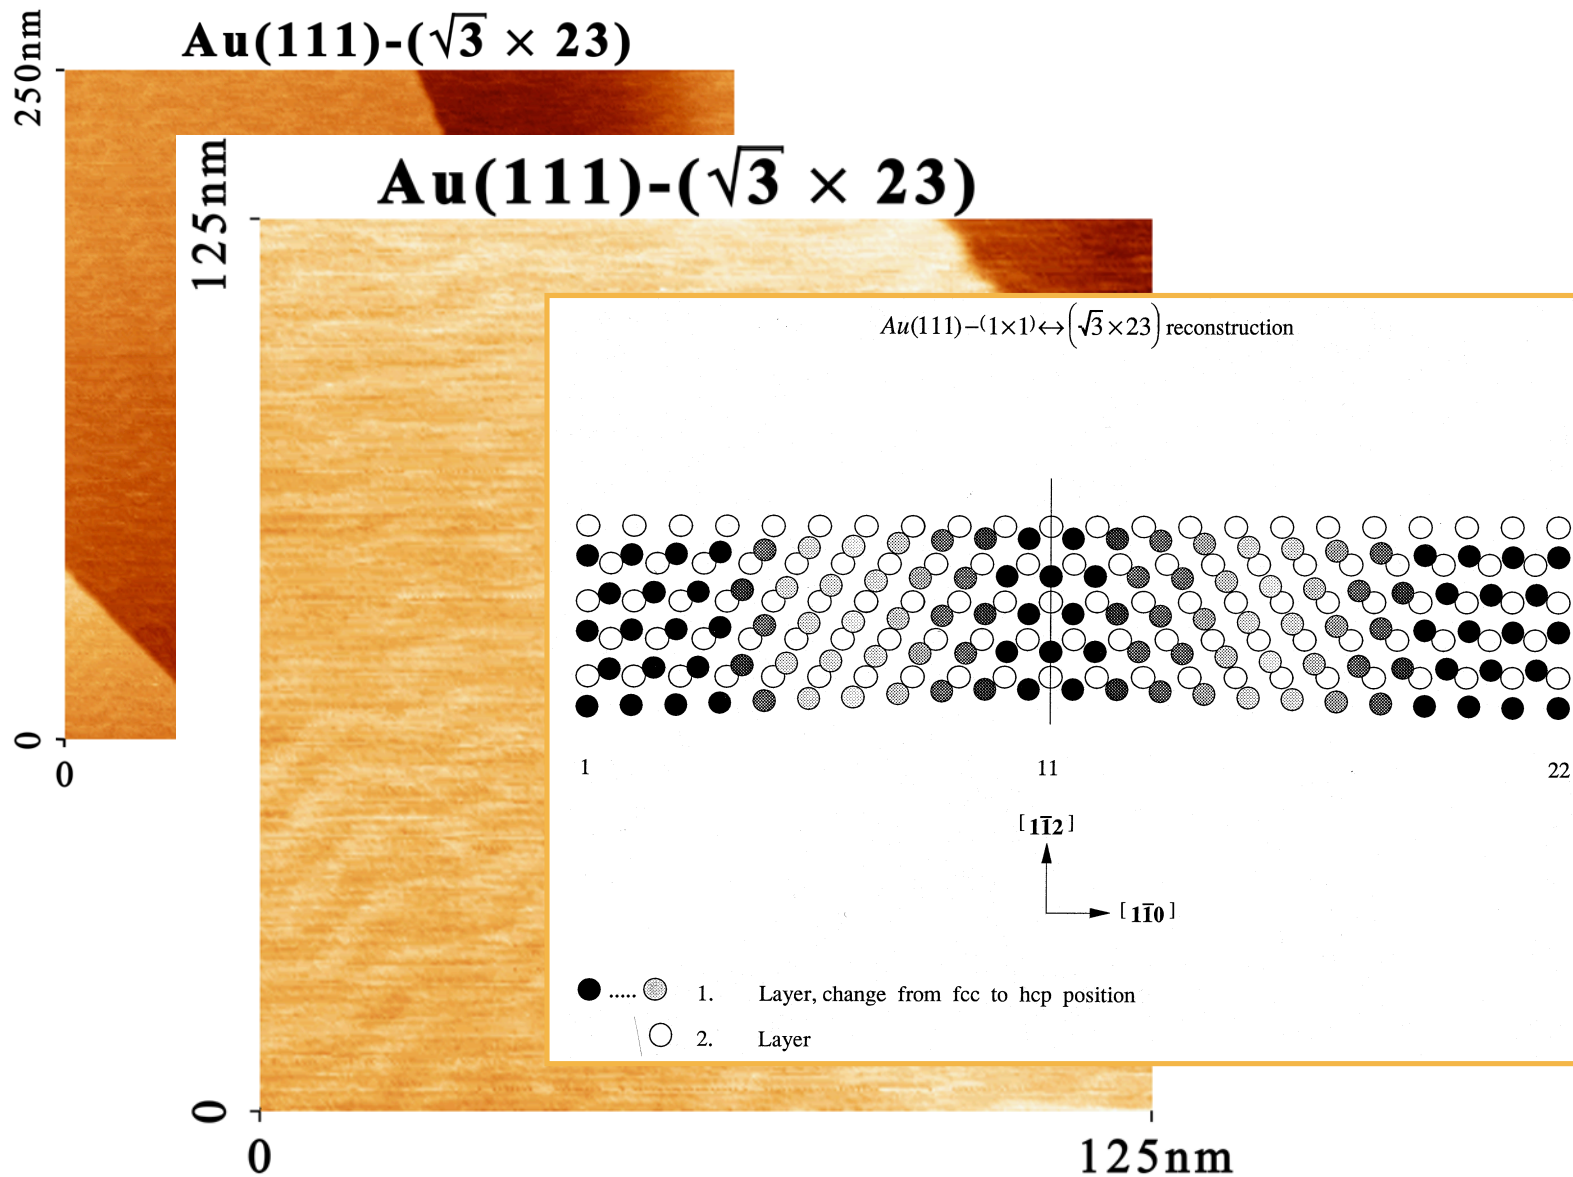 Au(111)-(√3 × 23)
250nm
0
0
Au(111)-(√3 × 23)
125nm
0
0
125nm
Au(111)–(1×1)↔(√3×23) reconstruction
1 11 22
[11̅2]
[11̅0]
..... 1. Layer, change from fcc to hcp position
2. Layer